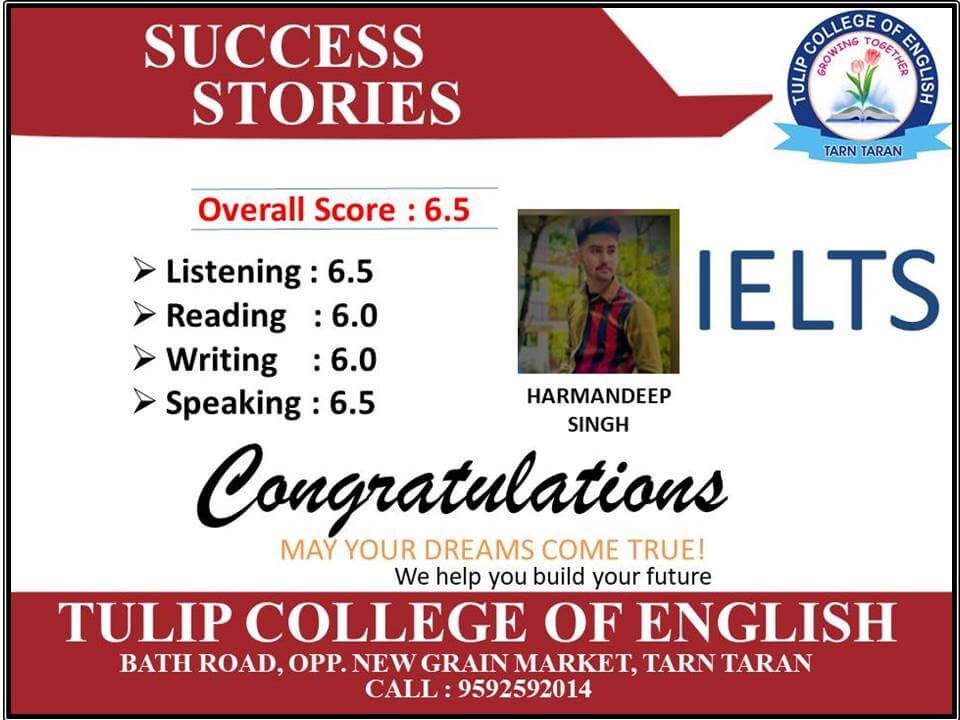 SUCCESS
STORIES
TULIP COLLEGE OF ENGLISH
GROWING TOGETHER
TARN TARAN
Overall Score : 6.5
➢ Listening : 6.5
➢ Reading : 6.0
➢ Writing : 6.0
➢ Speaking : 6.5
IELTS
HARMANDEEP
SINGH
Congratulations
MAY YOUR DREAMS COME TRUE!
We help you build your future
TULIP COLLEGE OF ENGLISH
BATH ROAD, OPP. NEW GRAIN MARKET, TARN TARAN
CALL : 9592592014